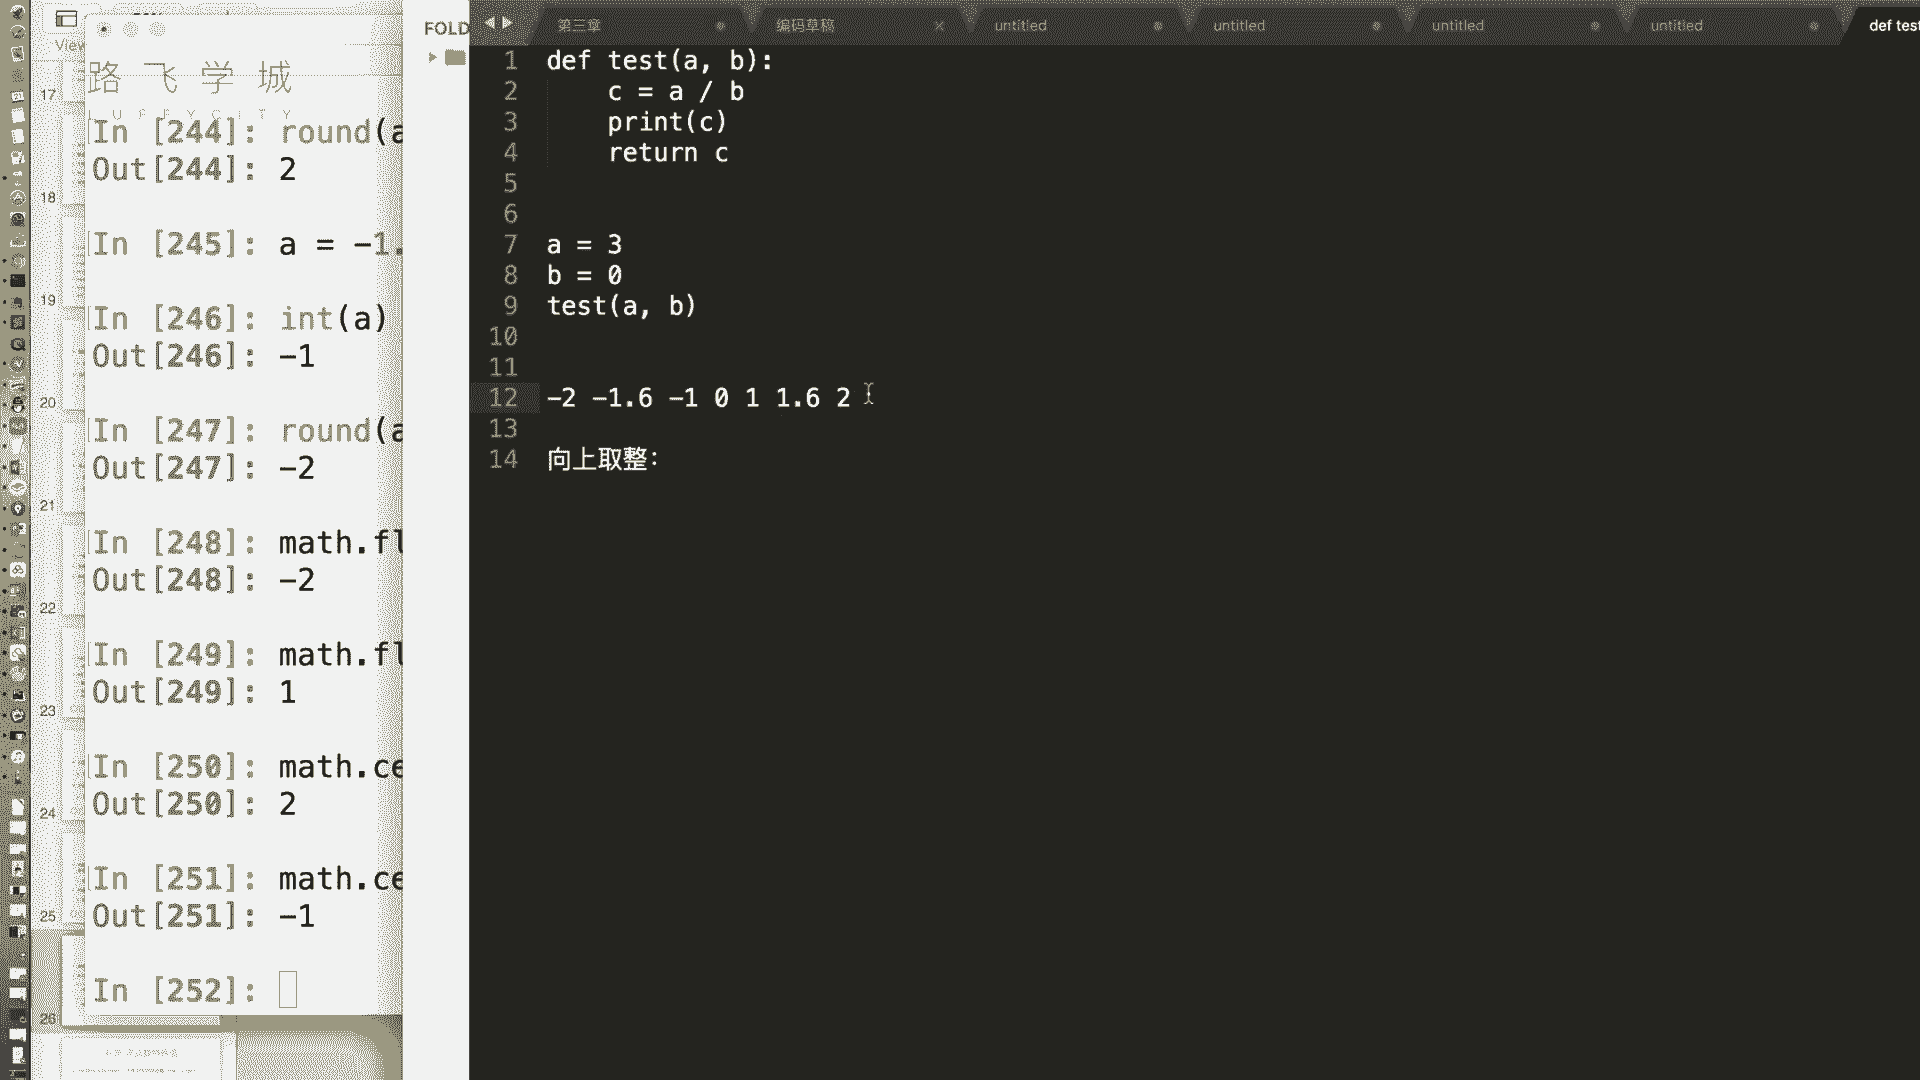 View
路飞学城
LUFFYCITY
17
18
19
20
21
22
23
24
25
26
In [244]: round(a
Out[244]: 2
In [245]: a = -1.
In [246]: int(a)
Out[246]: -1
In [247]: round(a
Out[247]: -2
In [248]: math.fl
Out[248]: -2
In [249]: math.fl
Out[249]: 1
In [250]: math.ce
Out[250]: 2
In [251]: math.ce
Out[251]: -1
In [252]:
FOLD
第三章
编码草稿
untitled
untitled
untitled
untitled
def test
1 def test(a, b):
2     c = a / b
3     print(c)
4     return c
5
6
7 a = 3
8 b = 0
9 test(a, b)
10
11
12 -2 -1.6 -1 0 1 1.6 2
13
14 向上取整：